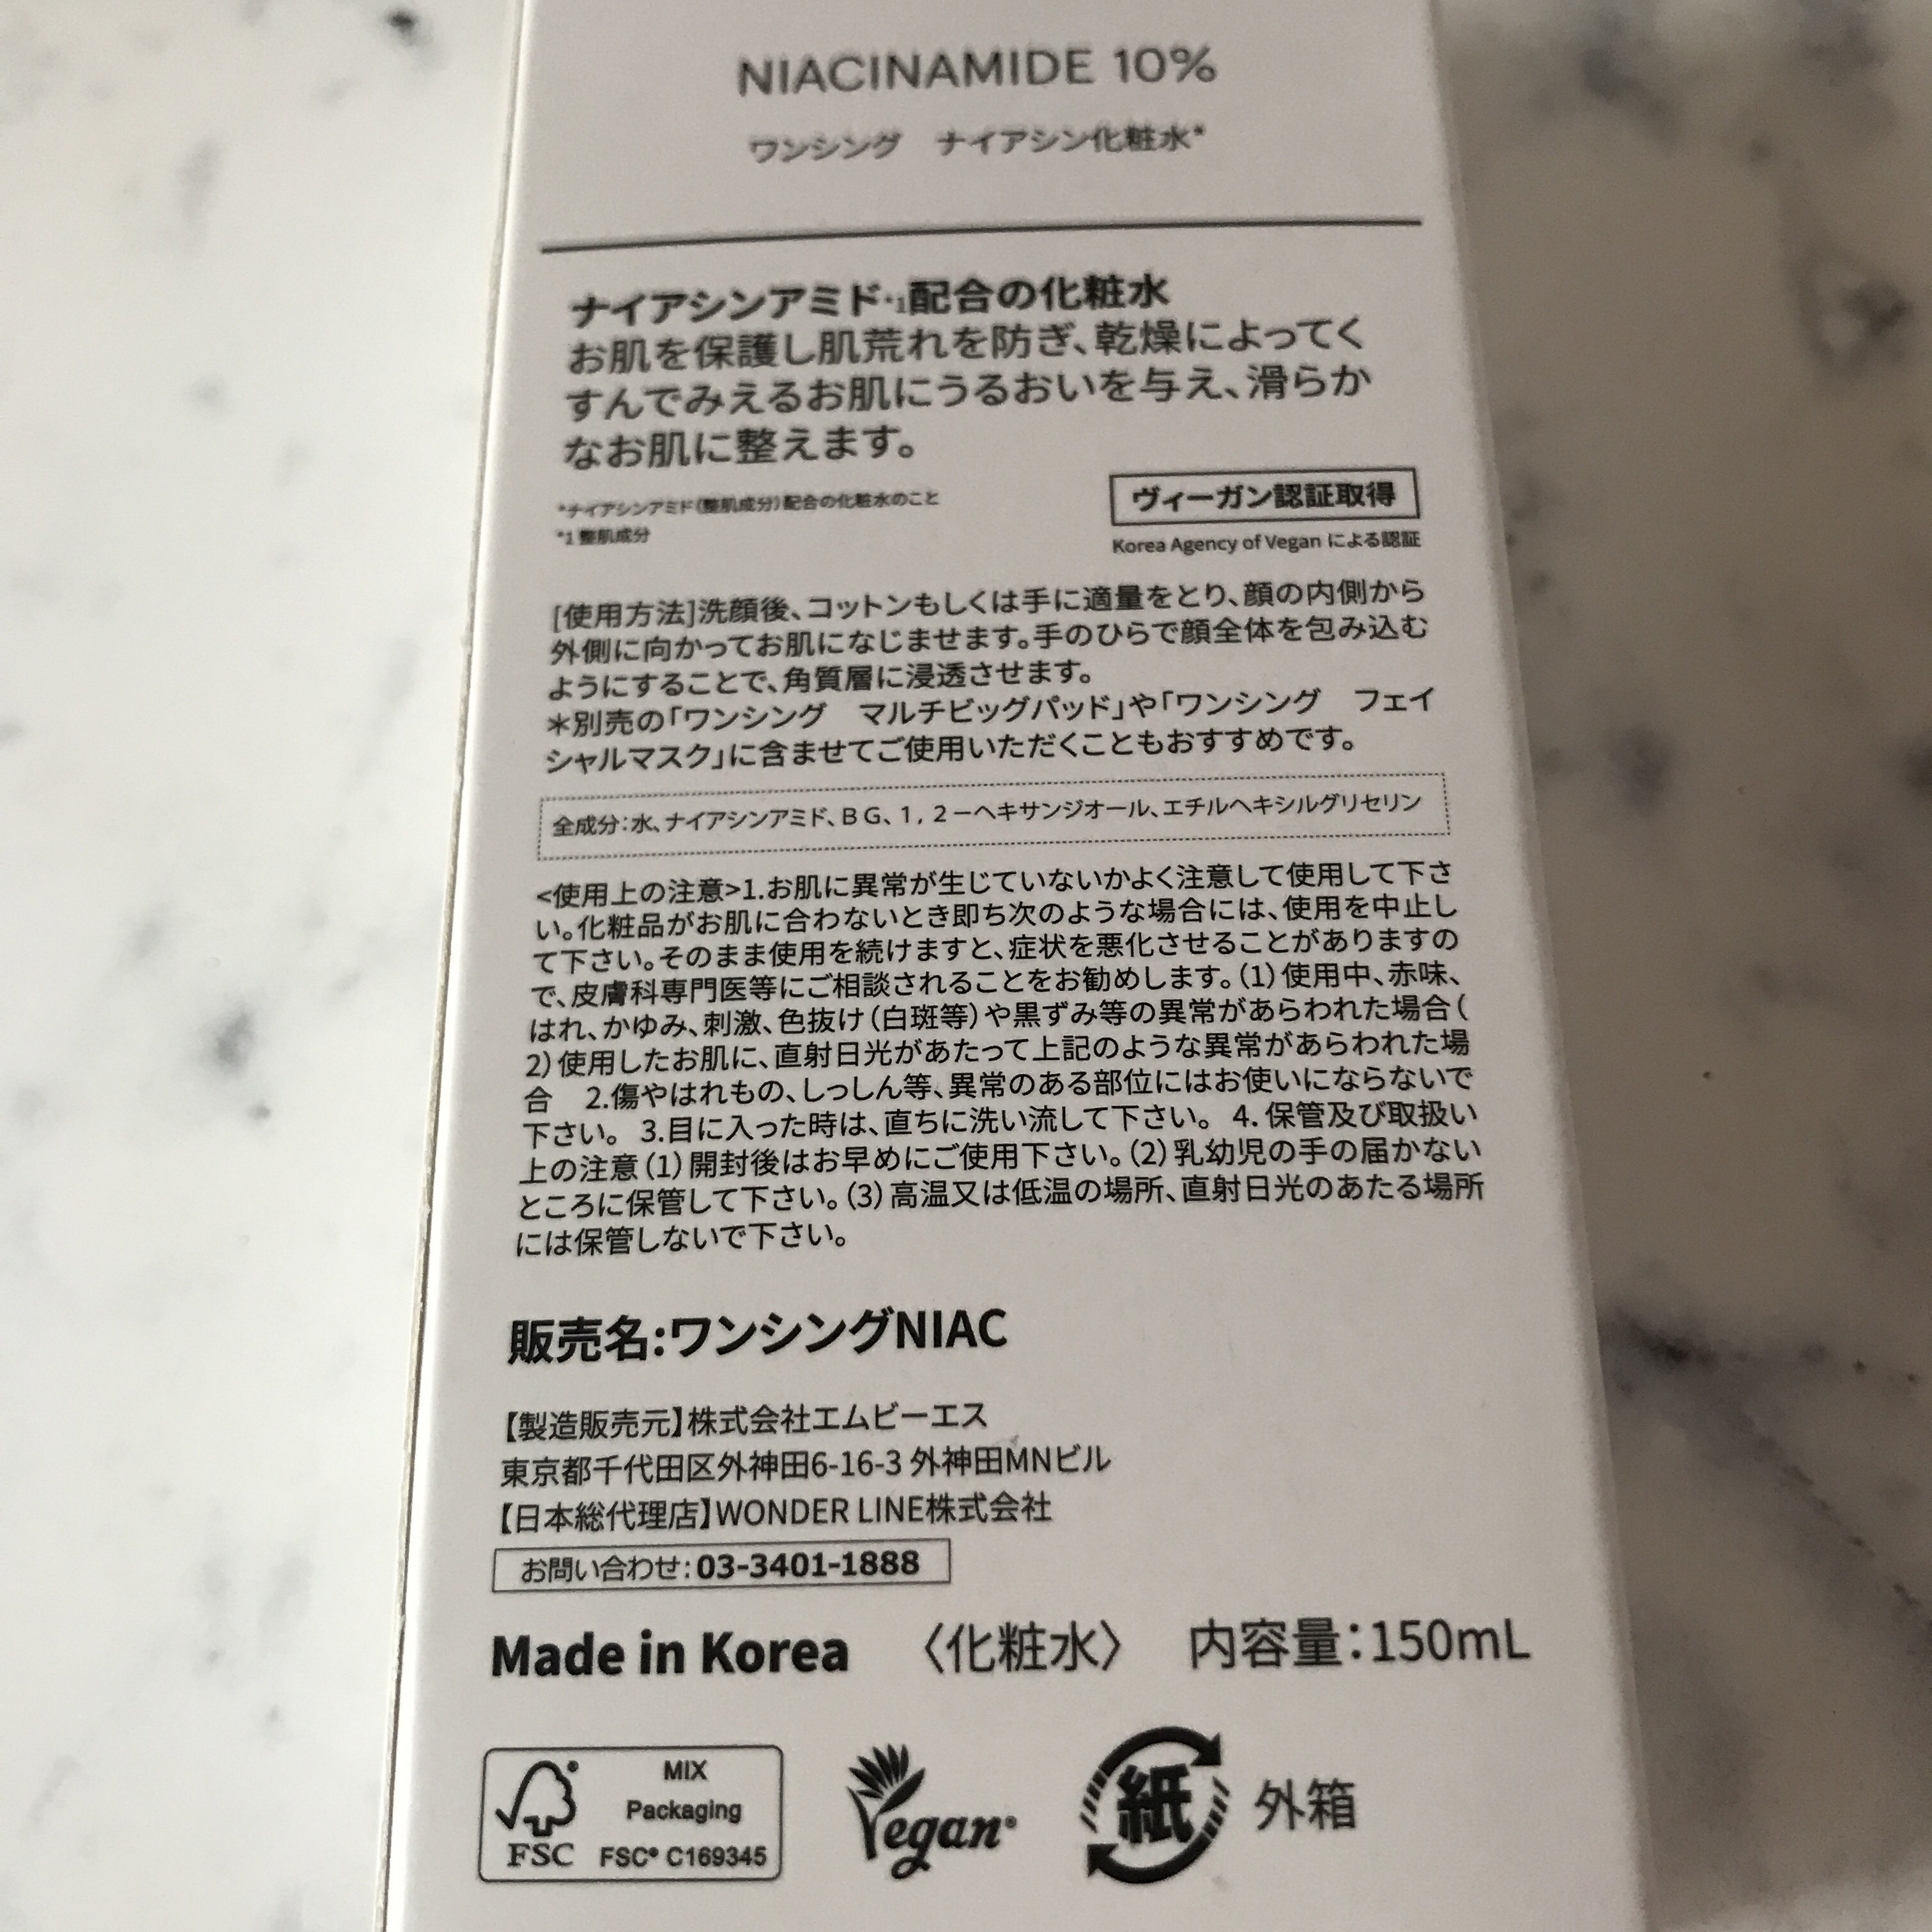 NIACINAMIDE 10%
ワンシング　ナイアシン化粧水*
ナイアシンアミド*1配合の化粧水
お肌を保護し肌荒れを防ぎ、乾燥によってく
すんでみえるお肌にうるおいを与え、滑らか
なお肌に整えます。
*ナイアシンアミド(整肌成分)配合の化粧水のこと
*1 整肌成分
ヴィーガン認証取得
Korea Agency of Vegan による認証
[使用方法]洗顔後、コットンもしくは手に適量をとり、顔の内側から
外側に向かってお肌になじませます。手のひらで顔全体を包み込む
ようにすることで、角質層に浸透させます。
＊別売の「ワンシング　マルチビッグパッド」や「ワンシング　フェイ
シャルマスク」に含ませてご使用いただくこともおすすめです。
全成分：水、ナイアシンアミド、ＢＧ、１，２－ヘキサンジオール、エチルヘキシルグリセリン
<使用上の注意>1.お肌に異常が生じていないかよく注意して使用して下さ
い。化粧品がお肌に合わないとき即ち次のような場合には、使用を中止し
て下さい。そのまま使用を続けますと、症状を悪化させることがありますの
で、皮膚科専門医等にご相談されることをお勧めします。(1)使用中、赤味、
はれ、かゆみ、刺激、色抜け(白斑等)や黒ずみ等の異常があらわれた場合(
2)使用したお肌に、直射日光があたって上記のような異常があらわれた場
合　2.傷やはれもの、しっしん等、異常のある部位にはお使いにならないで
下さい。 3.目に入った時は、直ちに洗い流して下さい。 4. 保管及び取扱い
上の注意(1)開封後はお早めにご使用下さい。(2)乳幼児の手の届かない
ところに保管して下さい。(3)高温又は低温の場所、直射日光のあたる場所
には保管しないで下さい。
販売名:ワンシングNIAC
【製造販売元】株式会社エムビーエス
東京都千代田区外神田6-16-3 外神田MNビル
【日本総代理店】WONDER LINE株式会社
お問い合わせ：03-3401-1888
Made in Korea　〈化粧水〉　内容量：150mL
MIX
Packaging
FSC FSC® C169345
Vegan®
紙 外箱